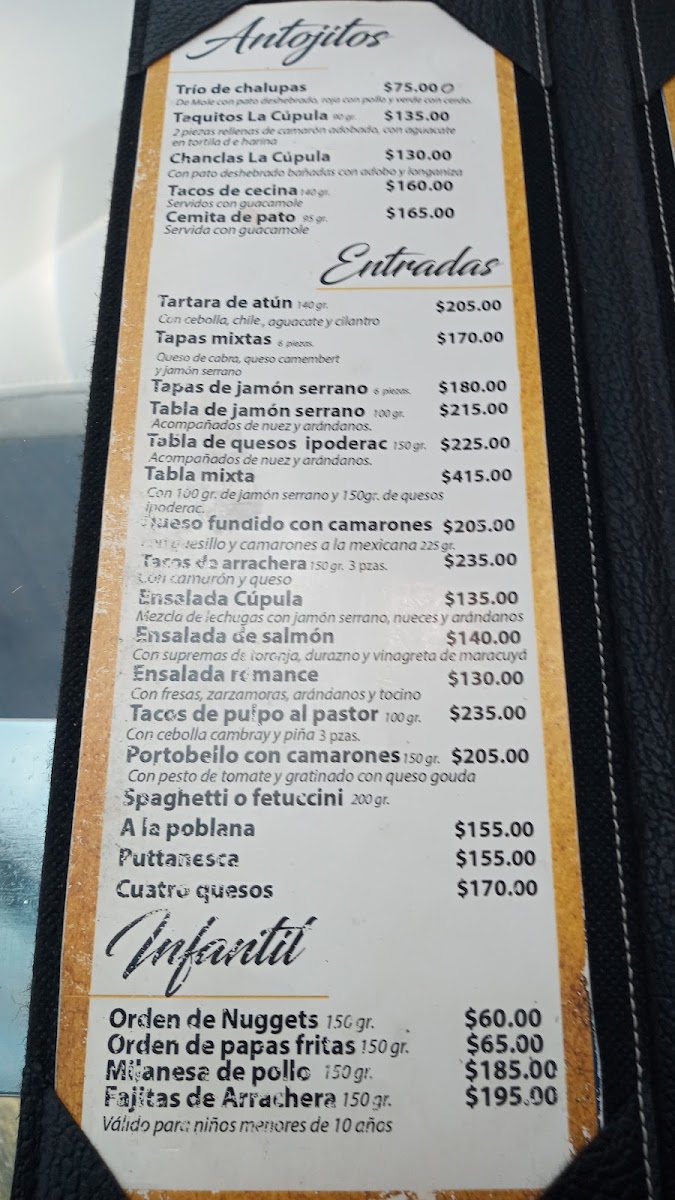 Antojitos
Trío de chalupas $75.00
De Mole con pato deshebrado, roja con pollo y verde con cerdo.
Taquitos La Cúpula 90 gr. $135.00
2 piezas rellenas de camarón adobado, con aguacate
en tortilla d e harina
Chanclas La Cúpula $130.00
Con pato deshebrado bañadas con adobo y longaniza
Tacos de cecina 140 gr. $160.00
Servidos con guacamole
Cemita de pato 95 gr. $165.00
Servida con guacamole
Entradas
Tartara de atún 140 gr. $205.00
Con cebolla, chile., aguacate y cilantro
Tapas mixtas 6 piezas. $170.00
Queso de cabra, queso camembert
y jamón serrano
Tapas de jamón serrano 6 piezas. $180.00
Tabla de jamón serrano 100 gr. $215.00
Acompañados de nuez y arándanos.
Tabla de quesos ipoderac 150 gr. $225.00
Acompañados de nuez y arándanos.
Tabla mixta $415.00
Con 100 gr. de jamón serrano y 150gr. de quesos
Ipoderac.
Queso fundido con camarones $205.00
Con quesillo y camarones a la mexicana 225 gr.
Tacos de arrachera 150 gr. 3 pzas. $235.00
Con camarón y queso
Ensalada Cúpula $135.00
Mezcla de lechugas con jamón serrano, nueces y arándanos
Ensalada de salmón $140.00
Con supremas de toronja, durazno y vinagreta de maracuyá
Ensalada romance $130.00
Con fresas, zarzamoras, arándanos y tocino
Tacos de pulpo al pastor 100 gr. $235.00
Con cebolla cambray y piña 3 pzas.
Portobello con camarones 150 gr. $205.00
Con pesto de tomate y gratinado con queso gouda
Spaghetti o fetuccini 200 gr.
A la poblana $155.00
Puttanesca $155.00
Cuatro quesos $170.00
Infantil
Orden de Nuggets 150 gr. $60.00
Orden de papas fritas 150 gr. $65.00
Milanesa de pollo 150 gr. $185.00
Fajitas de Arrachera 150 gr. $195.00
Válido para niños menores de 10 años